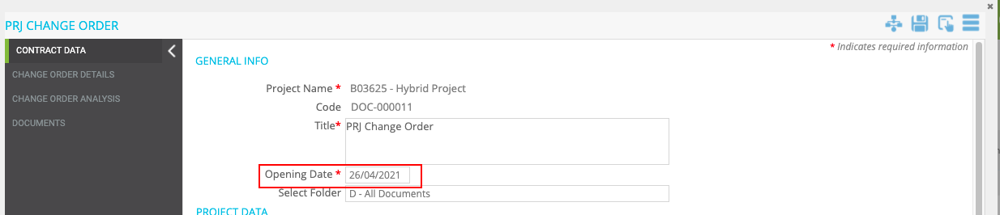 PRJ CHANGE ORDER
* Indicates required information
CONTRACT DATA
CHANGE ORDER DETAILS
CHANGE ORDER ANALYSIS
DOCUMENTS
GENERAL INFO
Project Name * B03625 - Hybrid Project
Code DOC-000011
Title* PRJ Change Order
Opening Date * 26/04/2021
Select Folder D - All Documents
PROJECT DATA